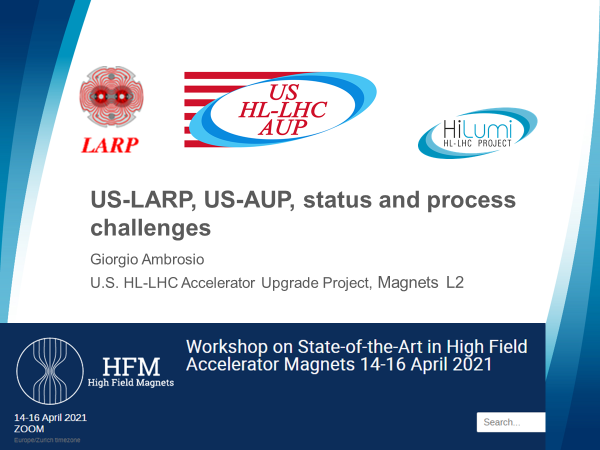 LARP
US
HL-LHC
AUP
HiLumi
HL-LHC PROJECT
US-LARP, US-AUP, status and process
challenges
Giorgio Ambrosio
U.S. HL-LHC Accelerator Upgrade Project, Magnets L2
HFM
High Field Magnets
Workshop on State-of-the-Art in High Field
Accelerator Magnets 14-16 April 2021
14-16 April 2021
ZOOM
Europe/Zurich timezone
Search...